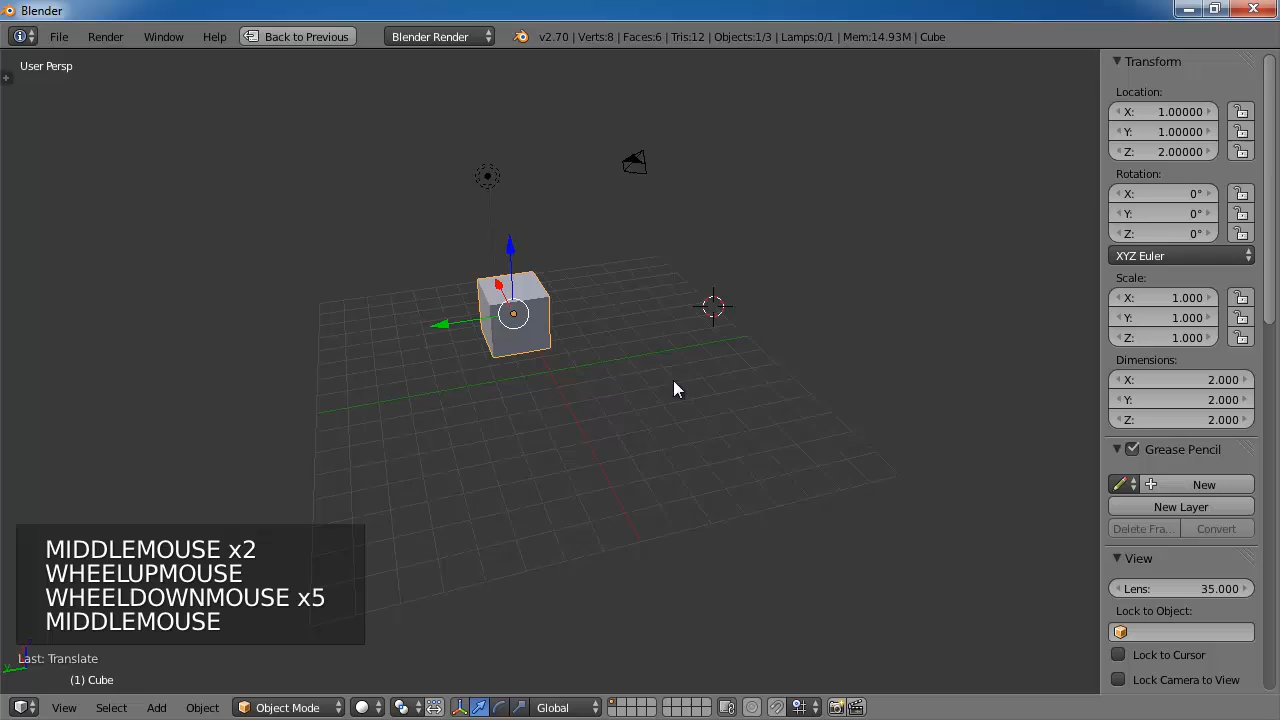 Blender
File Render Window Help Back to Previous Blender Render v2.70 | Verts:8 | Faces:6 | Tris:12 | Objects:1/3 | Lamps:0/1 | Mem:14.93M | Cube
User Persp
Transform
Location:
X: 1.00000
Y: 1.00000
Z: 2.00000
Rotation:
X: 0°
Y: 0°
Z: 0°
XYZ Euler
Scale:
X: 1.000
Y: 1.000
Z: 1.000
Dimensions:
X: 2.000
Y: 2.000
Z: 2.000
Grease Pencil
New
New Layer
Delete Fra... Convert
View
Lens: 35.000
Lock to Object:
Lock to Cursor
Lock Camera to View
MIDDLEMOUSE x2
WHEELUPMOUSE
WHEELDOWNMOUSE x5
MIDDLEMOUSE
Last: Translate
(1) Cube
View Select Add Object Object Mode Global